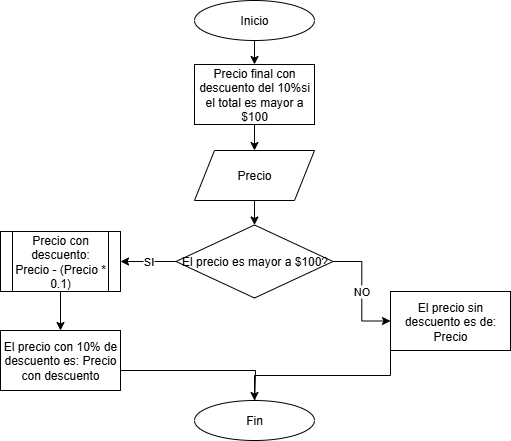 Inicio
Precio final con
descuento del 10%si
el total es mayor a
$100
Precio
El precio es mayor a $100?
SI
NO
Precio con
descuento:
Precio - (Precio *
0.1)
El precio sin
descuento es de:
Precio
El precio con 10% de
descuento es: Precio
con descuento
Fin